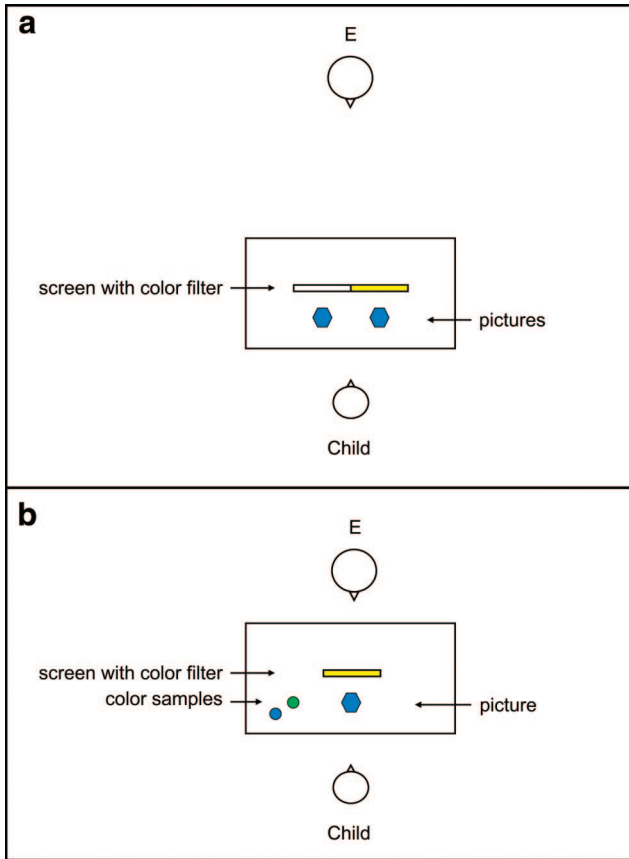 a
E
screen with color filter
pictures
Child
b
E
screen with color filter
color samples
picture
Child